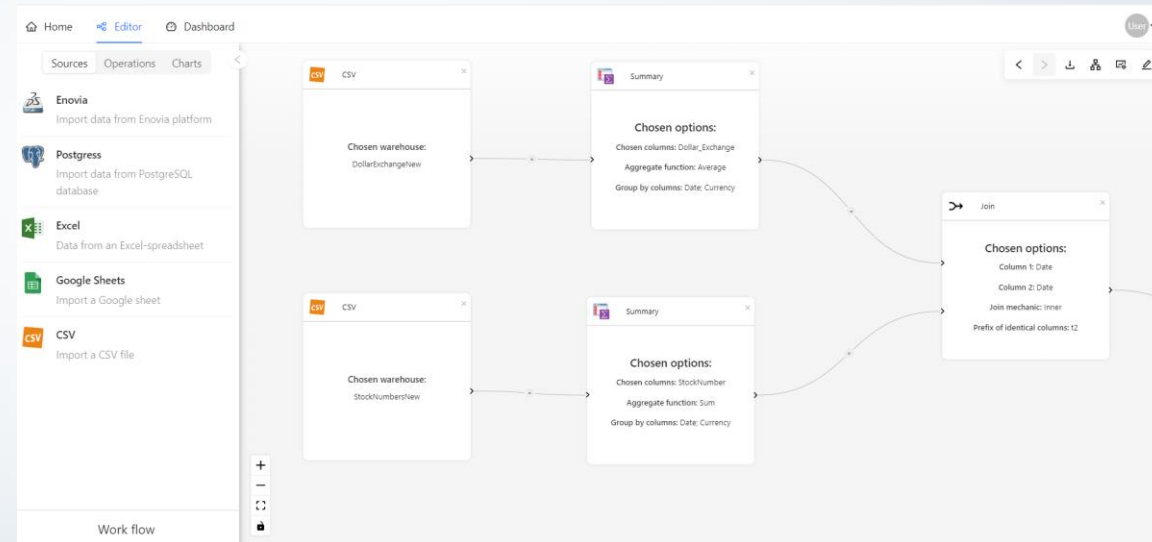 Home Editor Dashboard User
Sources Operations Charts
Enovia
Import data from Enovia platform
Postgress
Import data from PostgreSQL
database
Excel
Data from an Excel-spreadsheet
Google Sheets
Import a Google sheet
CSV CSV
Import a CSV file
Work flow
CSV CSV
Chosen warehouse:
DollarExchangeNew
Summary
Chosen options:
Chosen columns: Dollar_Exchange
Aggregate function: Average
Group by columns: Date; Currency
CSV CSV
Chosen warehouse:
StockNumbersNew
Summary
Chosen options:
Chosen columns: StockNumber
Aggregate function: Sum
Group by columns: Date; Currency
Join
Chosen options:
Column 1: Date
Column 2: Date
Join mechanic: inner
Prefix of identical columns: t2